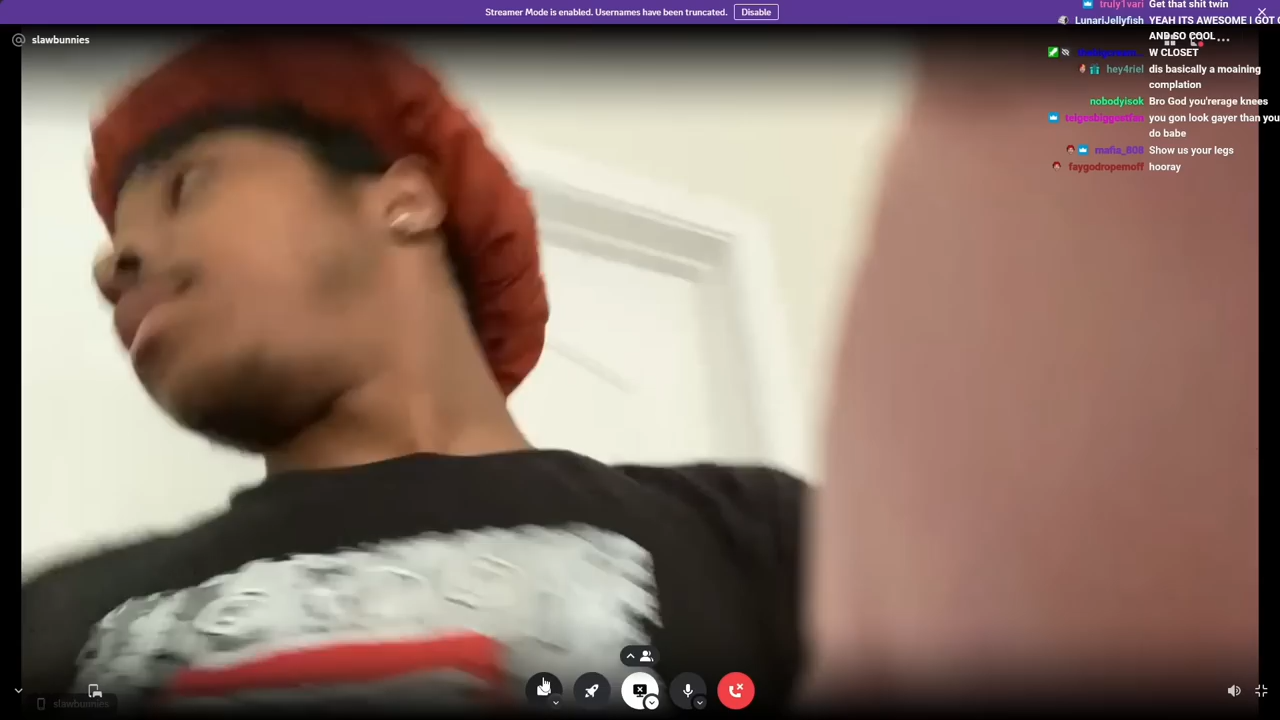 Streamer Mode is enabled. Usernames have been truncated.
Disable
slawbunnies
truly1vari Get that shit twin
LunariJellyfish YEAH ITS AWESOME I GOT
AND SO COOL
W CLOSET
hey4riel dis basically a moaining
complation
nobodyisok Bro God you'rerage knees
teigesbiggestfan you gon look gayer than you
do babe
mafia_808 Show us your legs
faygodropemoff hooray
slawbunnies